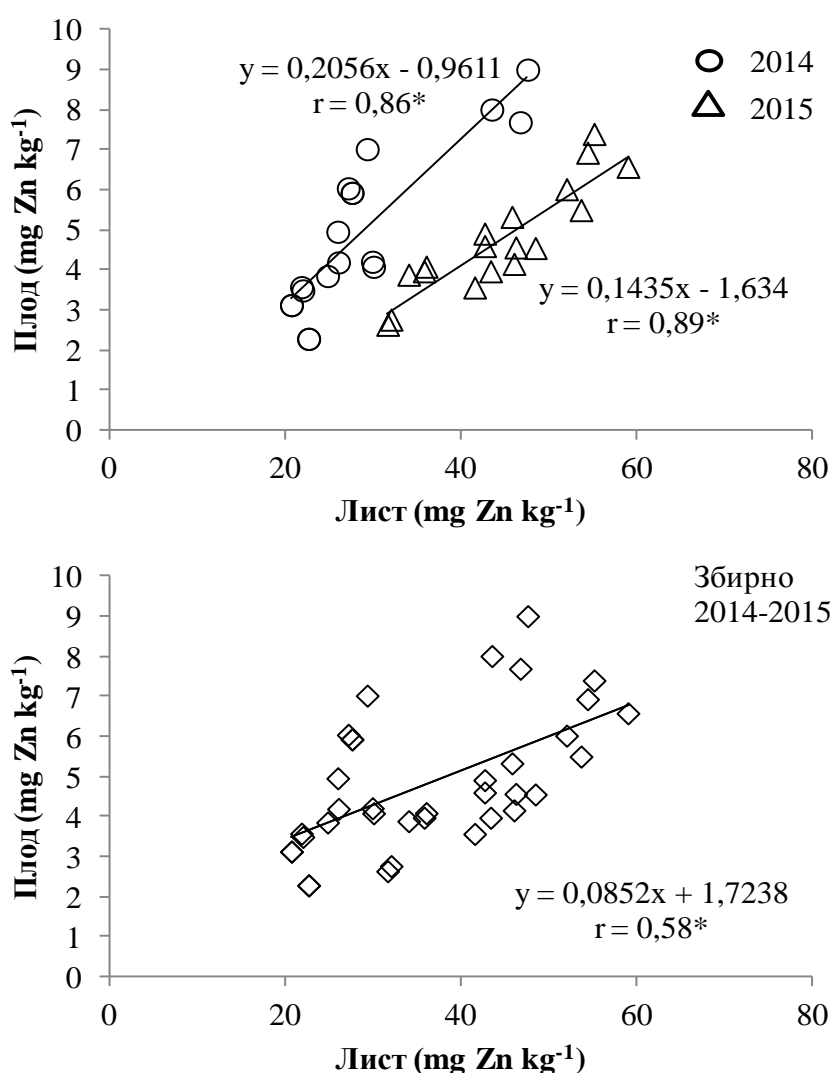 10
9
8
7
6
5
4
3
2
1
0
Плод (mg Zn kg⁻¹)
y = 0,2056x - 0,9611
r = 0,86*
2014
2015
y = 0,1435x - 1,634
r = 0,89*
0 20 40 60 80
Лист (mg Zn kg⁻¹)
10
9
8
7
6
5
4
3
2
1
0
Плод (mg Zn kg⁻¹)
Збирно
2014-2015
y = 0,0852x + 1,7238
r = 0,58*
0 20 40 60 80
Лист (mg Zn kg⁻¹)